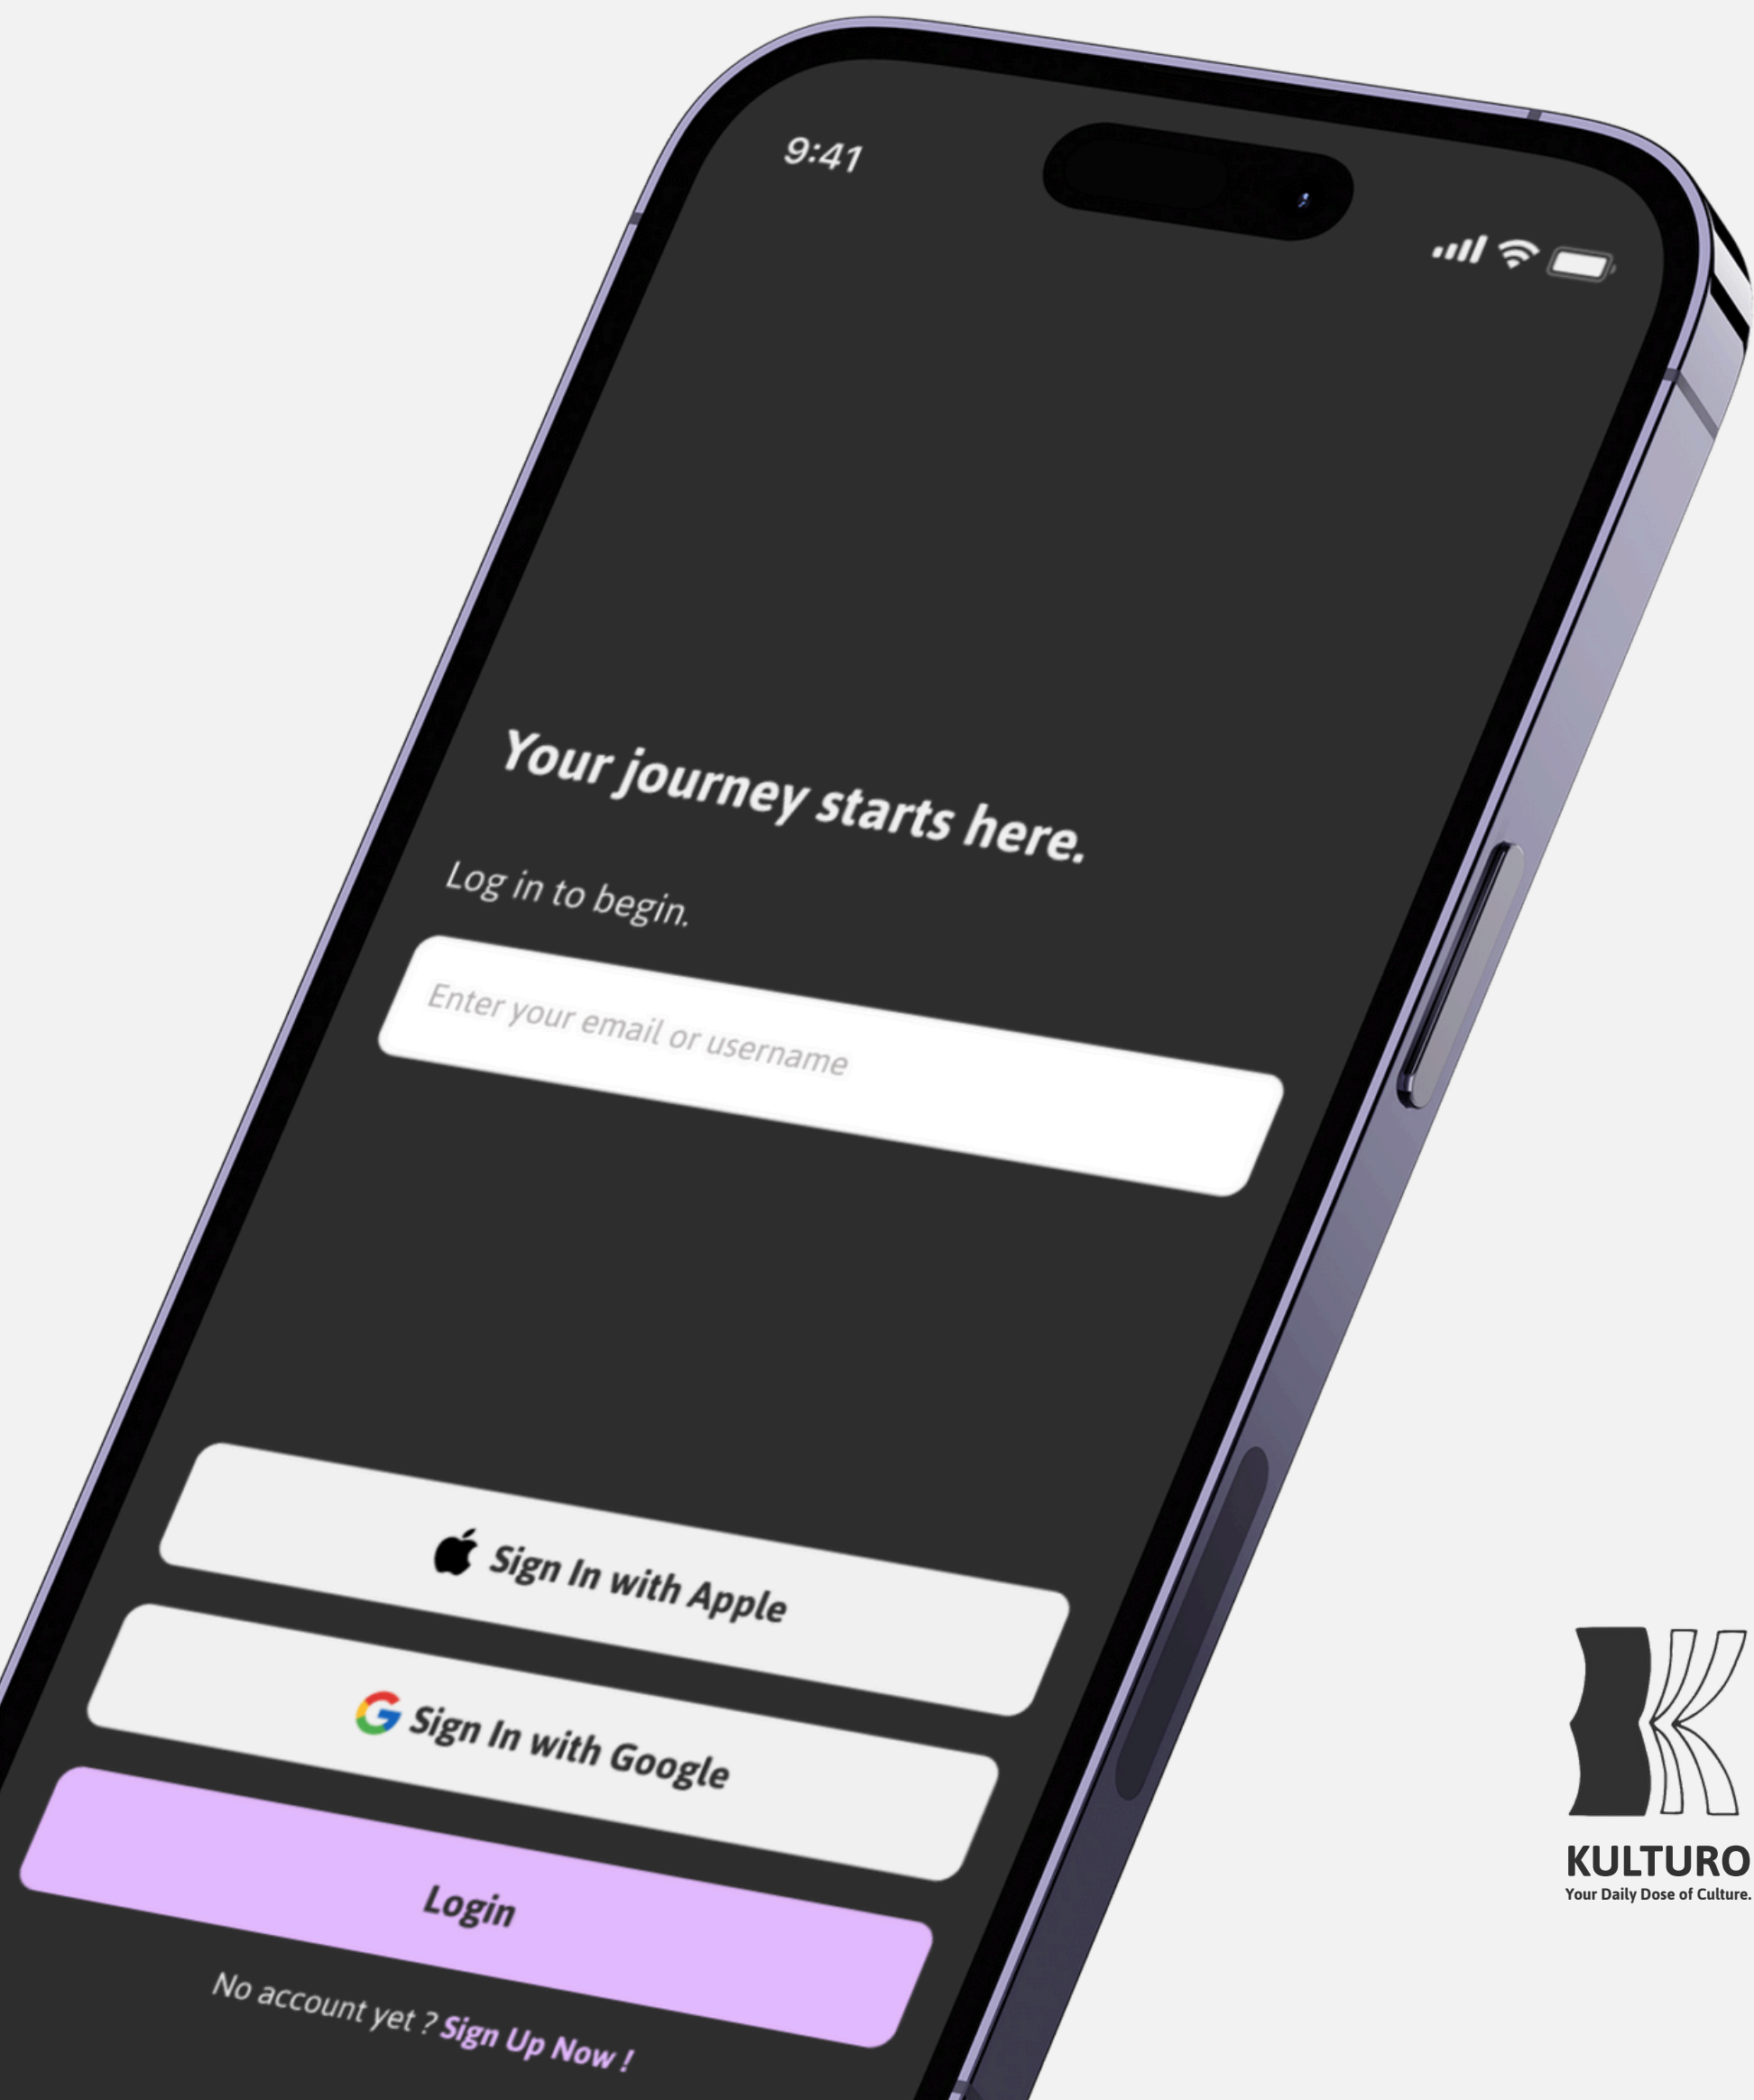 9:41
Your journey starts here.
Log in to begin.
Enter your email or username
Sign In with Apple
Sign In with Google
Login
No account yet ? Sign Up Now !
KULTURO
Your Daily Dose of Culture.